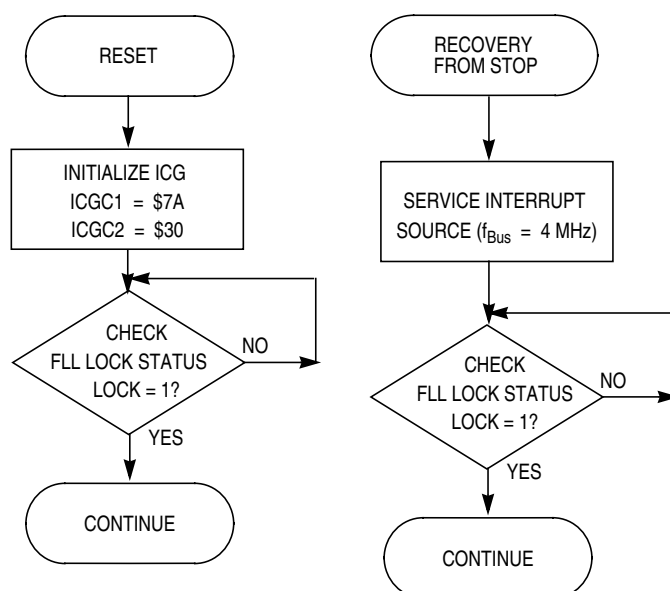 RESET
INITIALIZE ICG
ICGC1 = $7A
ICGC2 = $30
CHECK
FLL LOCK STATUS
LOCK = 1?
NO
YES
CONTINUE
RECOVERY
FROM STOP
SERVICE INTERRUPT
SOURCE (fBus = 4 MHz)
CHECK
FLL LOCK STATUS
LOCK = 1?
NO
YES
CONTINUE